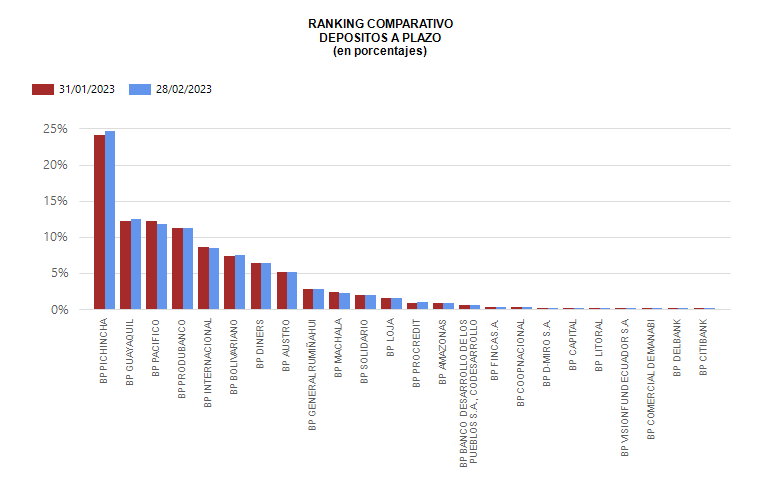 RANKING COMPARATIVO
DEPOSITOS A PLAZO
(en porcentajes)
31/01/2023
28/02/2023
25%
20%
15%
10%
5%
0%
BP PICHINCHA
BP GUAYAQUIL
BP PACIFICO
BP PRODUBANCO
BP INTERNACIONAL
BP BOLIVARIANO
BP DINERS
BP AUSTRO
BP GENERAL RUMIÑAHUI
BP MACHALA
BP SOLIDARIO
BP LOJA
BP PROCREDIT
BP AMAZONAS
BP BANCO DESARROLLO DE LOS
PUEBLOS S.A., CODESARROLLO
BP FINCA S.A.
BP COOPNACIONAL
BP D-MIRO S.A.
BP CAPITAL
BP LITORAL
BP VISIONFUND ECUADOR S.A
BP COMERCIAL DE MANABI
BP DELBANK
BP CITIBANK